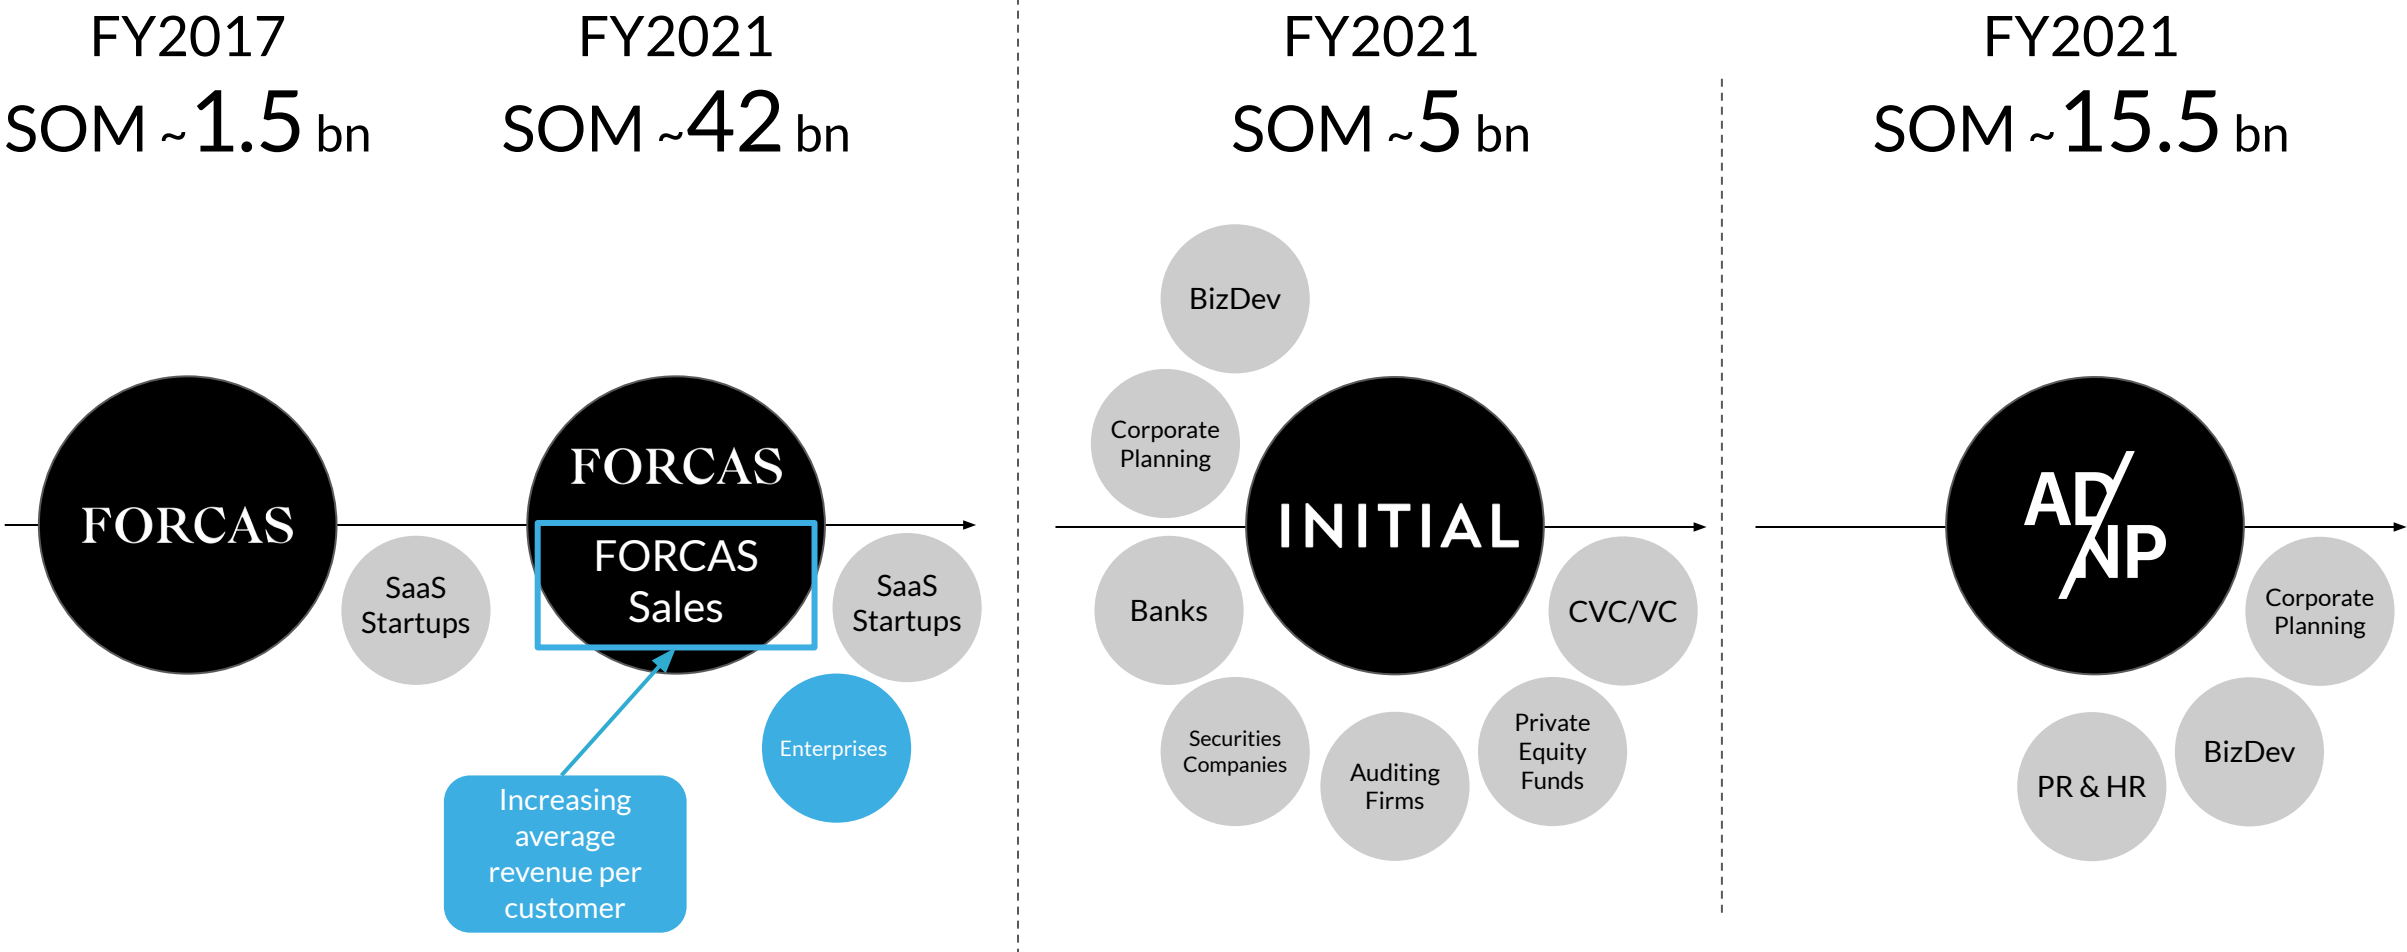 FY2017
SOM ~1.5 bn
FORCAS
SaaS
Startups
FY2021
SOM ~42 bn
FORCAS
FORCAS
Sales
SaaS
Startups
Enterprises
Increasing
average
revenue per
customer
FY2021
SOM ~5 bn
BizDev
Corporate
Planning
INITIAL
Banks
CVC/VC
Securities
Companies
Auditing
Firms
Private
Equity
Funds
FY2021
SOM ~15.5 bn
AD
NP
Corporate
Planning
BizDev
PR & HR